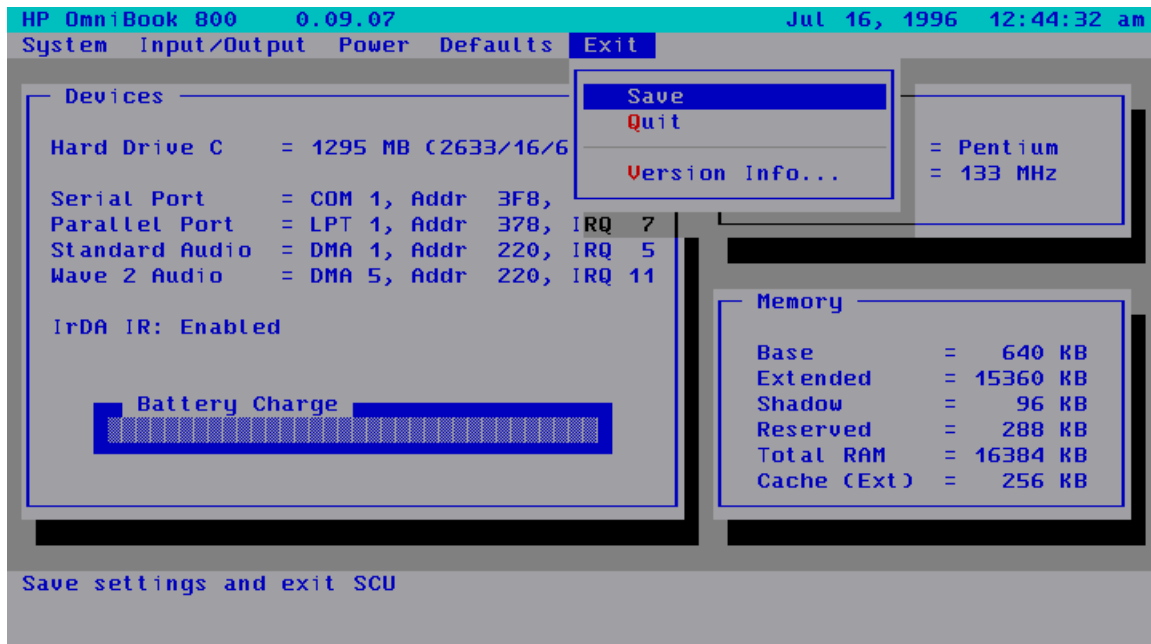 HP OmniBook 800 0.09.07 Jul 16, 1996 12:44:32 am
System Input/Output Power Defaults Exit
Save
Quit
Version Info...
Devices
Hard Drive C = 1295 MB (2633/16/6
Serial Port = COM 1, Addr 3F8,
Parallel Port = LPT 1, Addr 378, IRQ 7
Standard Audio = DMA 1, Addr 220, IRQ 5
Wave 2 Audio = DMA 5, Addr 220, IRQ 11
IrDA IR: Enabled
Battery Charge
= Pentium
= 133 MHz
Memory
Base = 640 KB
Extended = 15360 KB
Shadow = 96 KB
Reserved = 288 KB
Total RAM = 16384 KB
Cache (Ext) = 256 KB
Save settings and exit SCU